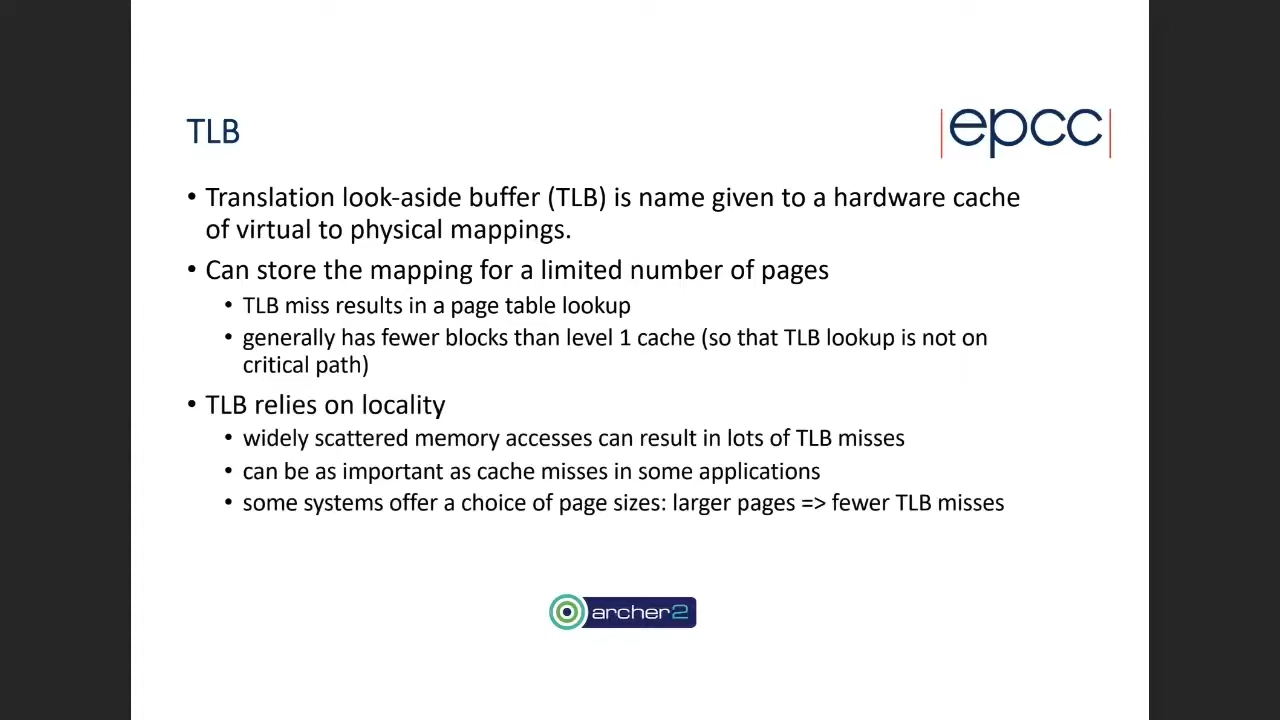 TLB
epcc
• Translation look-aside buffer (TLB) is name given to a hardware cache
of virtual to physical mappings.
• Can store the mapping for a limited number of pages
• TLB miss results in a page table lookup
• generally has fewer blocks than level 1 cache (so that TLB lookup is not on
critical path)
• TLB relies on locality
• widely scattered memory accesses can result in lots of TLB misses
• can be as important as cache misses in some applications
• some systems offer a choice of page sizes: larger pages => fewer TLB misses
archer2